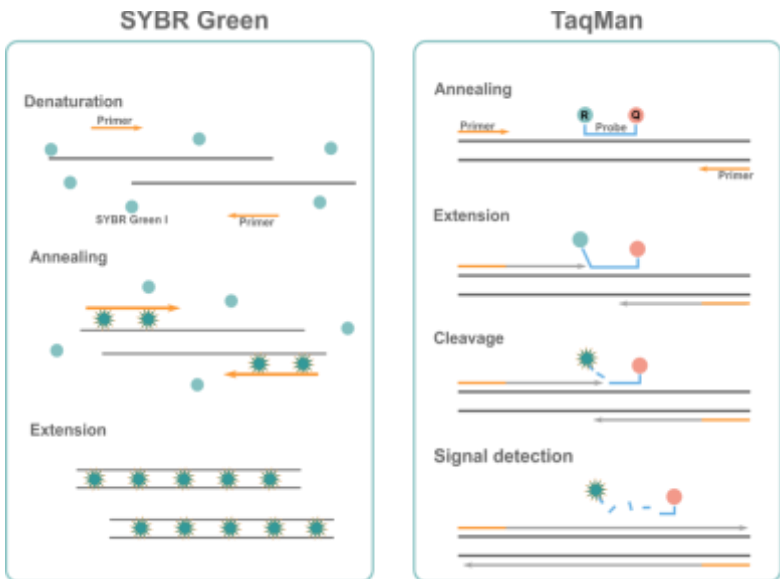 SYBR Green
Denaturation
Primer
SYBR Green I
Primer
Annealing
Extension
TaqMan
Annealing
R
Q
Primer
Probe
Primer
Extension
Cleavage
Signal detection